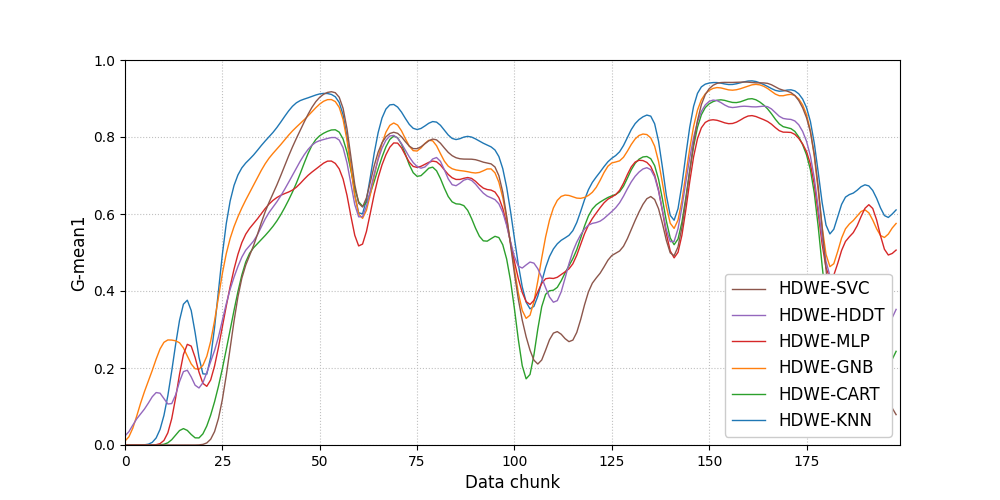 1.0
0.8
0.6
0.4
0.2
0.0
G-mean1
0
25
50
75
100
125
150
175
Data chunk
HDWE-SVC
HDWE-HDDT
HDWE-MLP
HDWE-GNB
HDWE-CART
HDWE-KNN